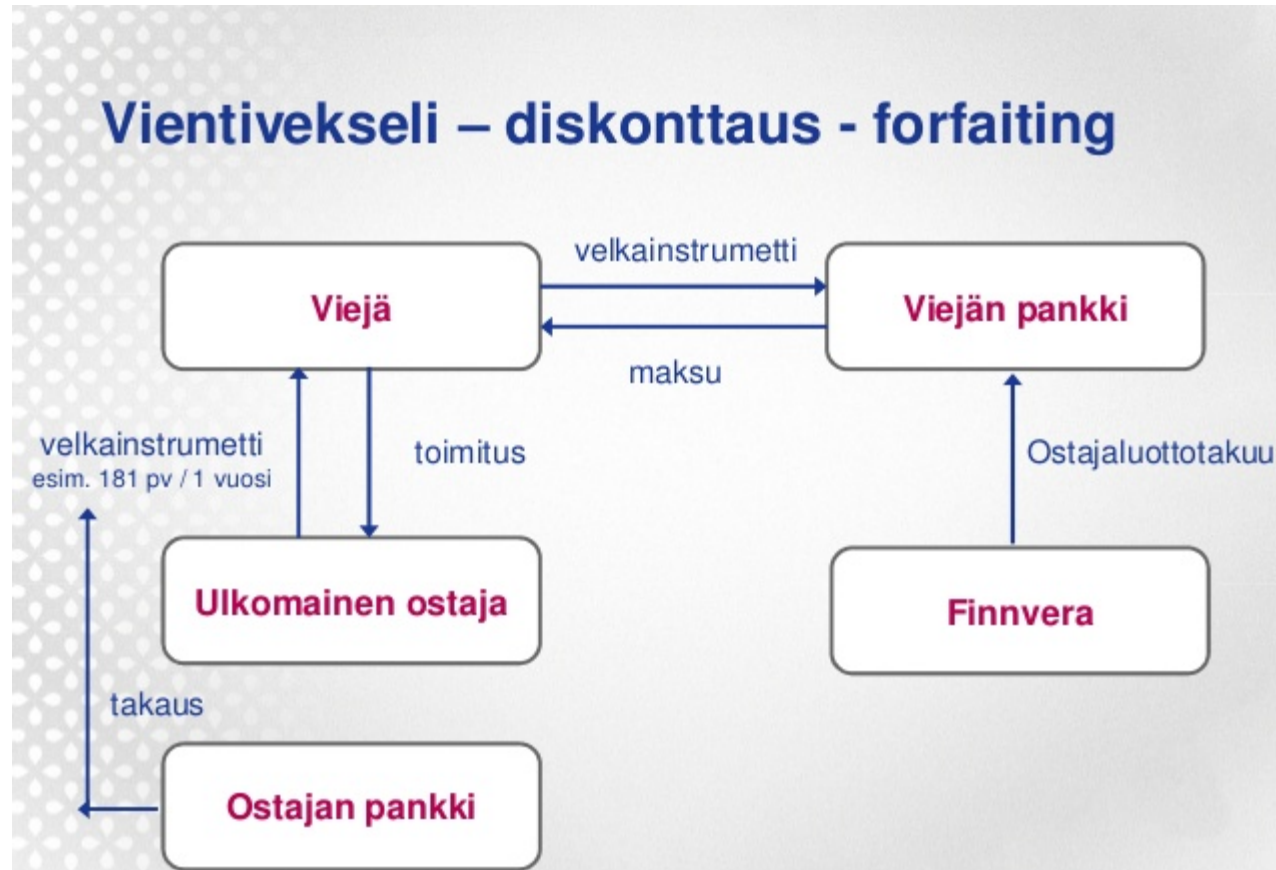 Vientivekseli – diskonttaus - forfaiting
velkainstrumetti
Viejä
Viejän pankki
maksu
velkainstrumetti
esim. 181 pv / 1 vuosi
toimitus
Ostajaluottotakuu
Ulkomainen ostaja
Finnvera
takaus
Ostajan pankki